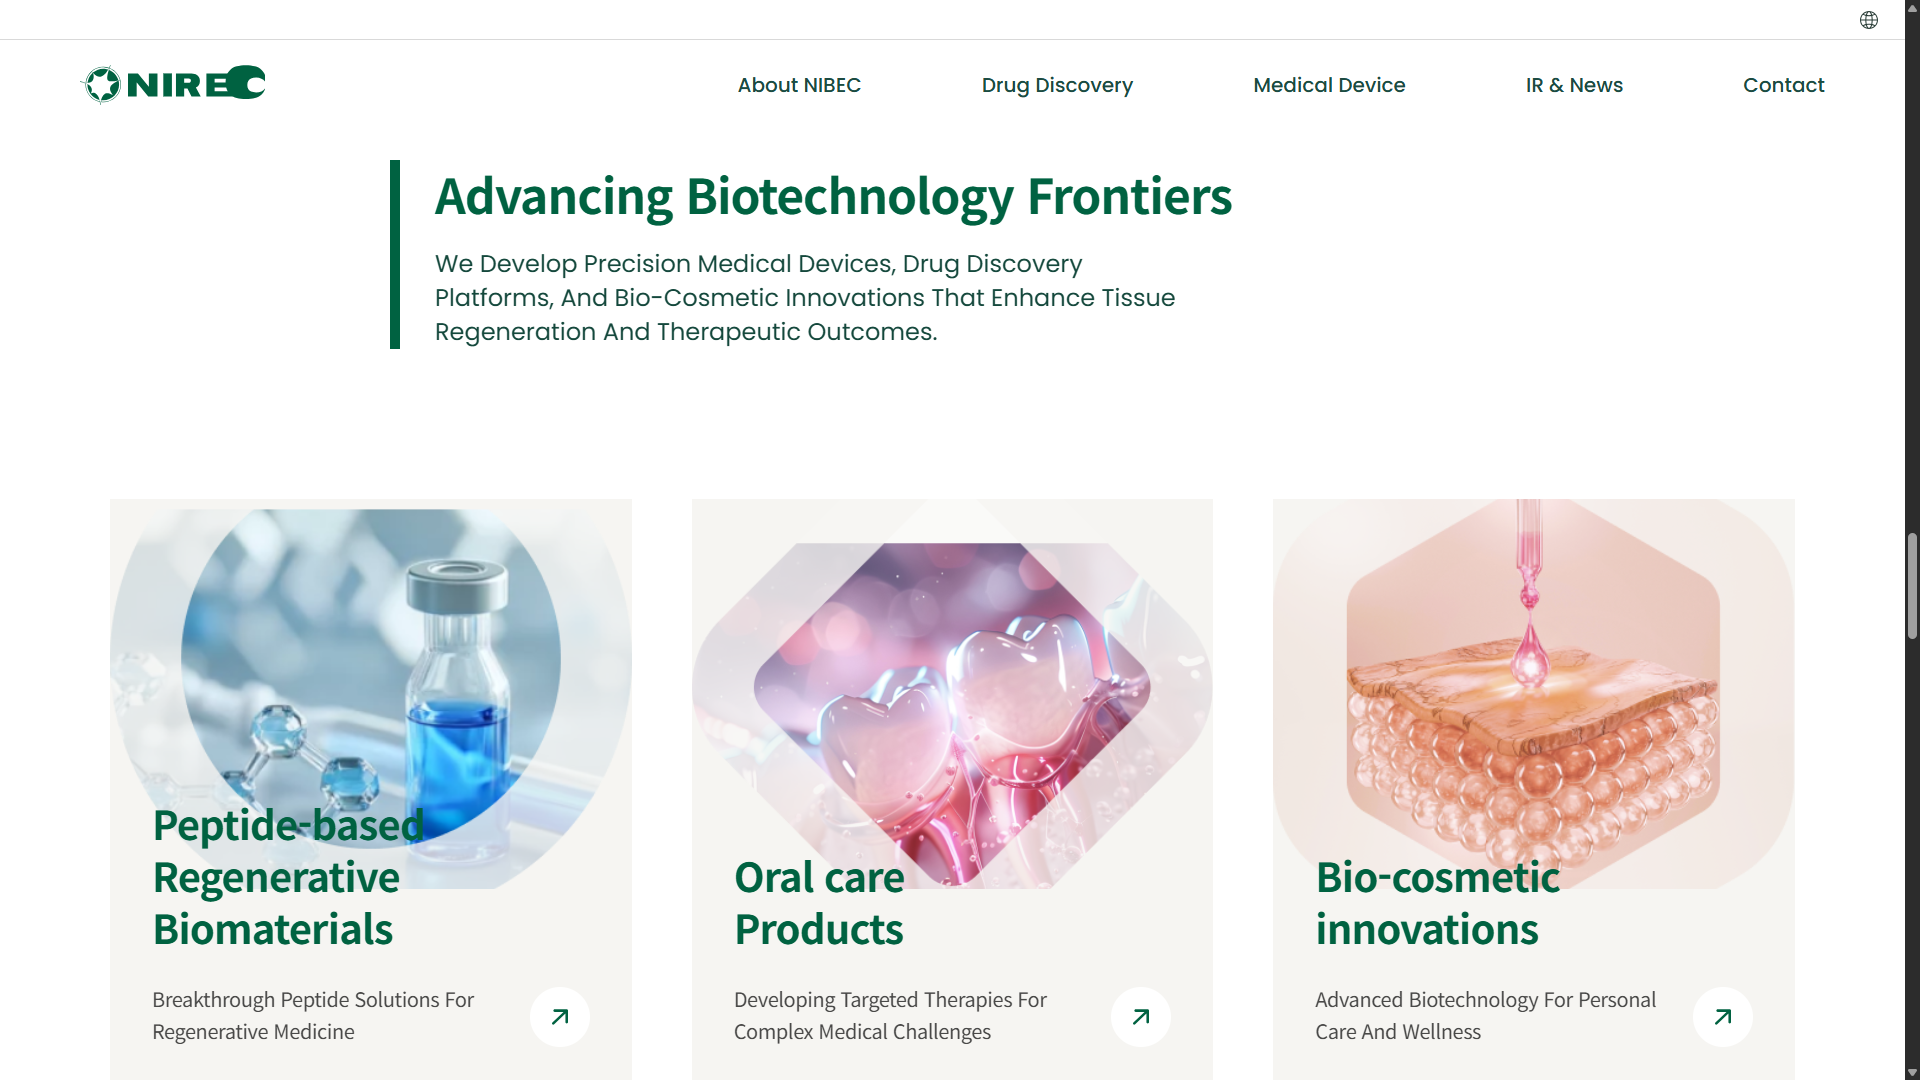 NIREC
About NIBEC
Drug Discovery
Medical Device
IR & News
Contact
Advancing Biotechnology Frontiers
We Develop Precision Medical Devices, Drug Discovery
Platforms, And Bio-Cosmetic Innovations That Enhance Tissue
Regeneration And Therapeutic Outcomes.
Peptide-based
Regenerative
Biomaterials
Breakthrough Peptide Solutions For
Regenerative Medicine
Oral care
Products
Developing Targeted Therapies For
Complex Medical Challenges
Bio-cosmetic
innovations
Advanced Biotechnology For Personal
Care And Wellness